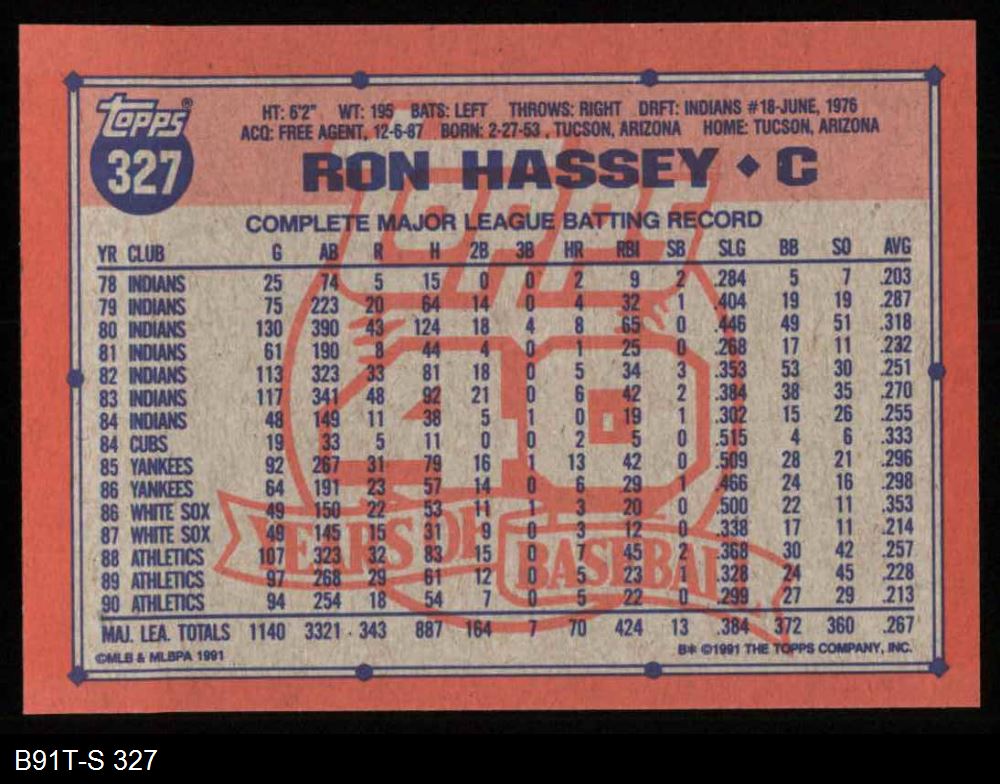 topps®
327
HT: 6'2" WT: 195 BATS: LEFT THROWS: RIGHT DRFT: INDIANS #18-JUNE, 1976
ACQ: FREE AGENT, 12-6-87 BORN: 2-27-53, TUCSON, ARIZONA HOME: TUCSON, ARIZONA
RON HASSEY ♦ C
COMPLETE MAJOR LEAGUE BATTING RECORD
YR CLUB G AB R H 2B 3B HR RBI SB SLG BB SO AVG
78 INDIANS 25 74 5 15 0 0 2 9 2 .284 5 7 .203
79 INDIANS 75 223 20 64 14 0 4 32 1 .404 19 19 .287
80 INDIANS 130 390 43 124 18 4 8 65 0 .446 49 51 .318
81 INDIANS 61 190 8 44 4 0 1 25 0 .268 17 11 .232
82 INDIANS 113 323 33 81 18 0 5 34 3 .353 53 30 .251
83 INDIANS 117 341 48 92 21 0 6 42 2 .384 38 35 .270
84 INDIANS 48 149 11 38 5 1 0 19 1 .302 15 26 .255
84 CUBS 19 33 5 11 0 0 2 5 0 .515 4 6 .333
85 YANKEES 92 267 31 79 16 1 13 42 0 .509 28 21 .296
86 YANKEES 64 191 23 57 14 0 6 29 1 .466 24 16 .298
86 WHITE SOX 49 150 22 53 11 1 3 20 0 .500 22 11 .353
87 WHITE SOX 49 145 15 31 9 0 3 12 0 .338 17 11 .214
88 ATHLETICS 107 323 32 83 15 0 7 45 2 .368 30 42 .257
89 ATHLETICS 97 268 29 61 12 0 5 23 1 .328 24 45 .228
90 ATHLETICS 94 254 18 54 7 0 5 22 0 .299 27 29 .213
MAJ. LEA. TOTALS 1140 3321 343 887 164 7 70 424 13 .384 372 360 .267
©MLB & MLBPA 1991 B* ©1991 THE TOPPS COMPANY, INC.
topps
40
YEARS OF
BASEBALL
B91T-S 327